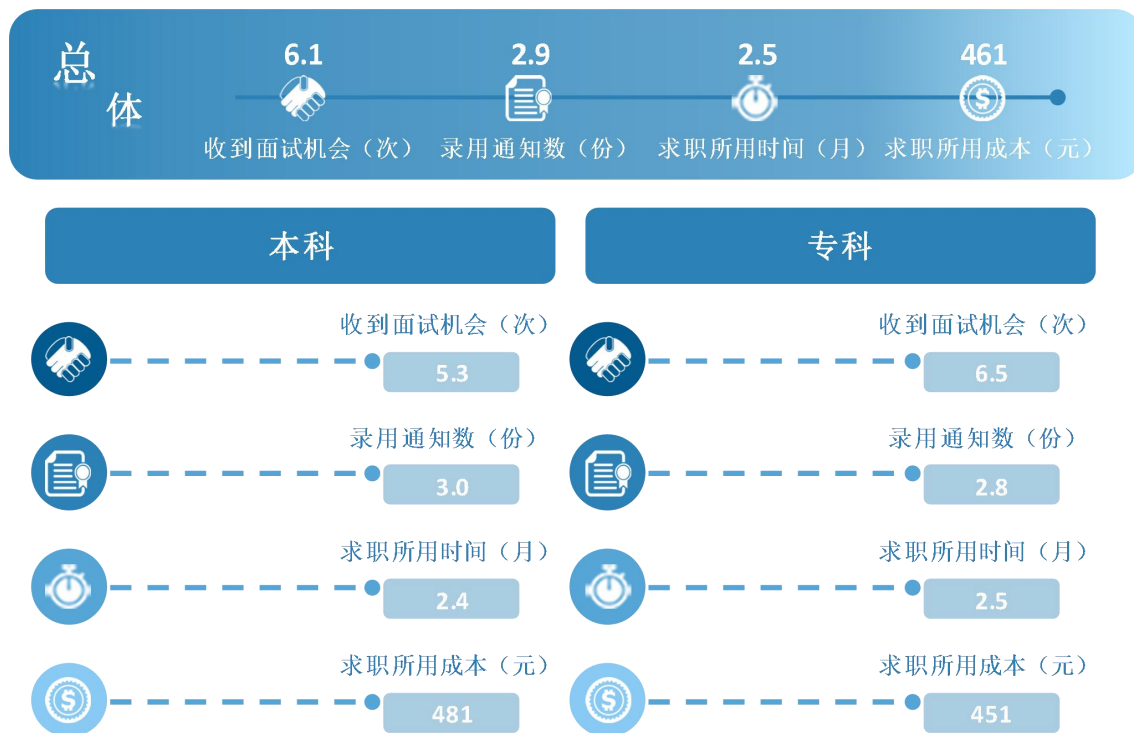 总体
6.1 2.9 2.5 461
收到面试机会（次） 录用通知数（份） 求职所用时间（月） 求职所用成本（元）
本科
收到面试机会（次）
5.3
录用通知数（份）
3.0
求职所用时间（月）
2.4
求职所用成本（元）
481
专科
收到面试机会（次）
6.5
录用通知数（份）
2.8
求职所用时间（月）
2.5
求职所用成本（元）
451